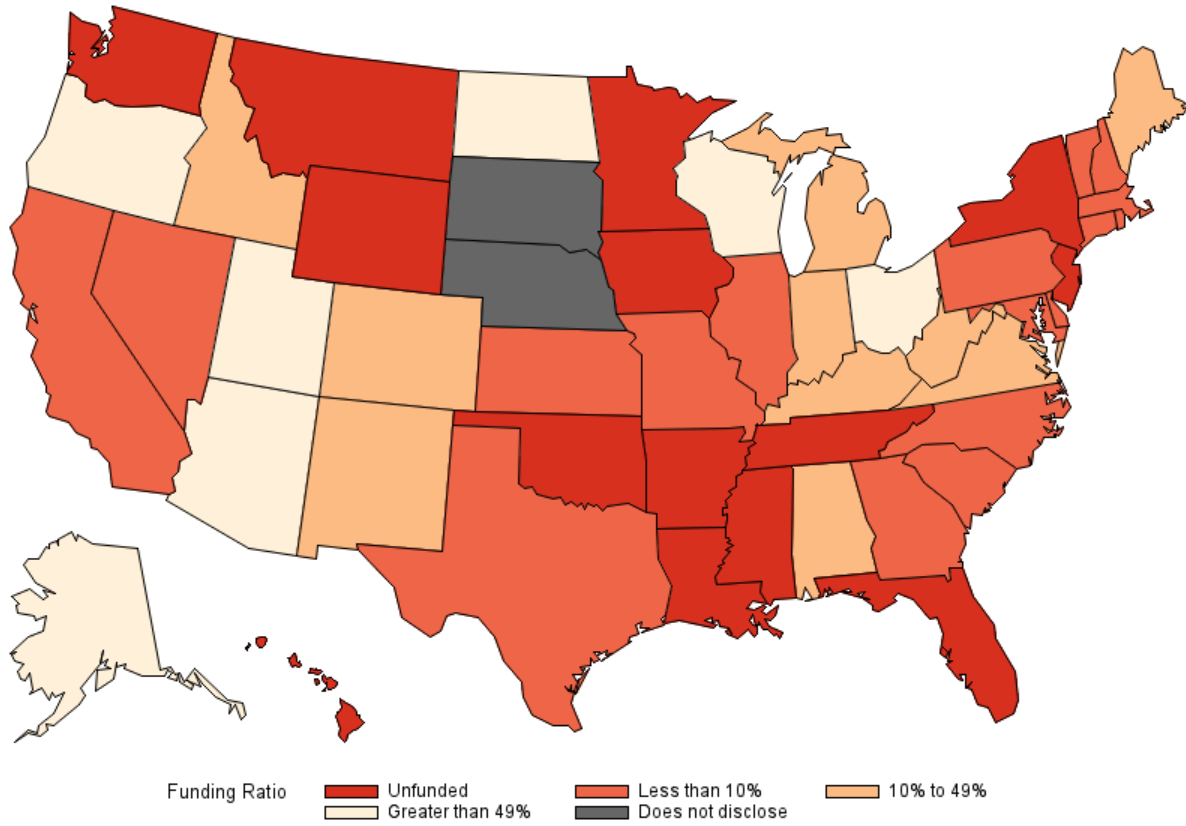 Funding Ratio Unfunded Less than 10% 10% to 49%
Greater than 49% Does not disclose